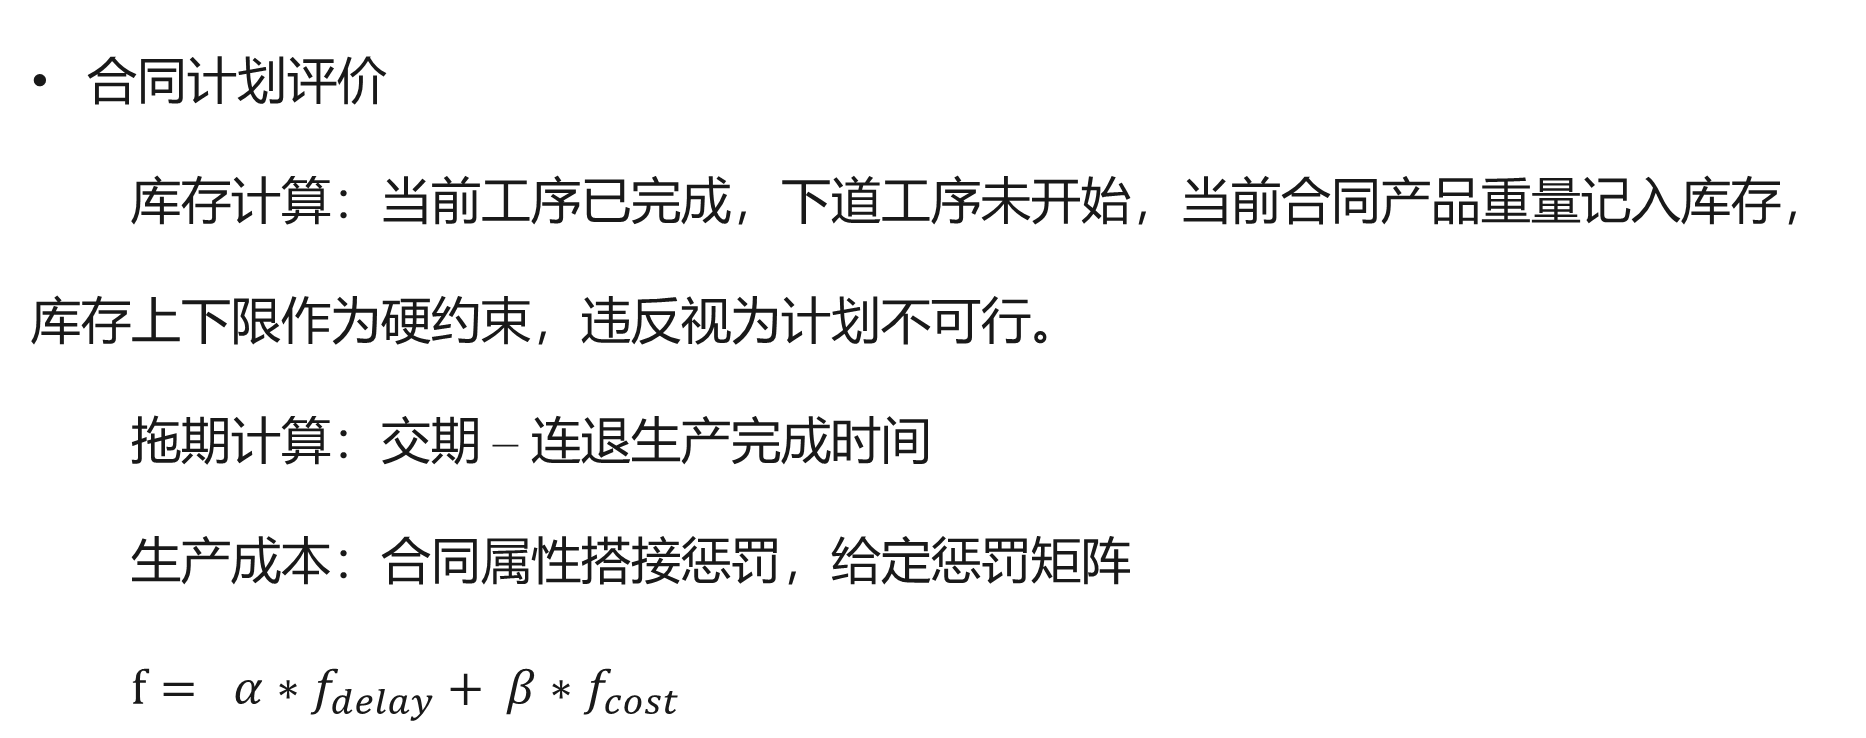 • 合同计划评价
库存计算：当前工序已完成，下道工序未开始，当前合同产品重量记入库存，
库存上下限作为硬约束，违反视为计划不可行。
拖期计算：交期 – 连退生产完成时间
生产成本：合同属性搭接惩罚，给定惩罚矩阵
f = α ∗ f_{delay} + β ∗ f_{cost}